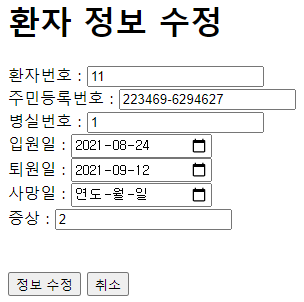 환자 정보 수정
환자번호 : 11
주민등록번호 : 223469-6294627
병실번호 : 1
입원일 : 2021-08-24
퇴원일 : 2021-09-12
사망일 : 연도-월-일
증상 : 2
정보 수정 취소